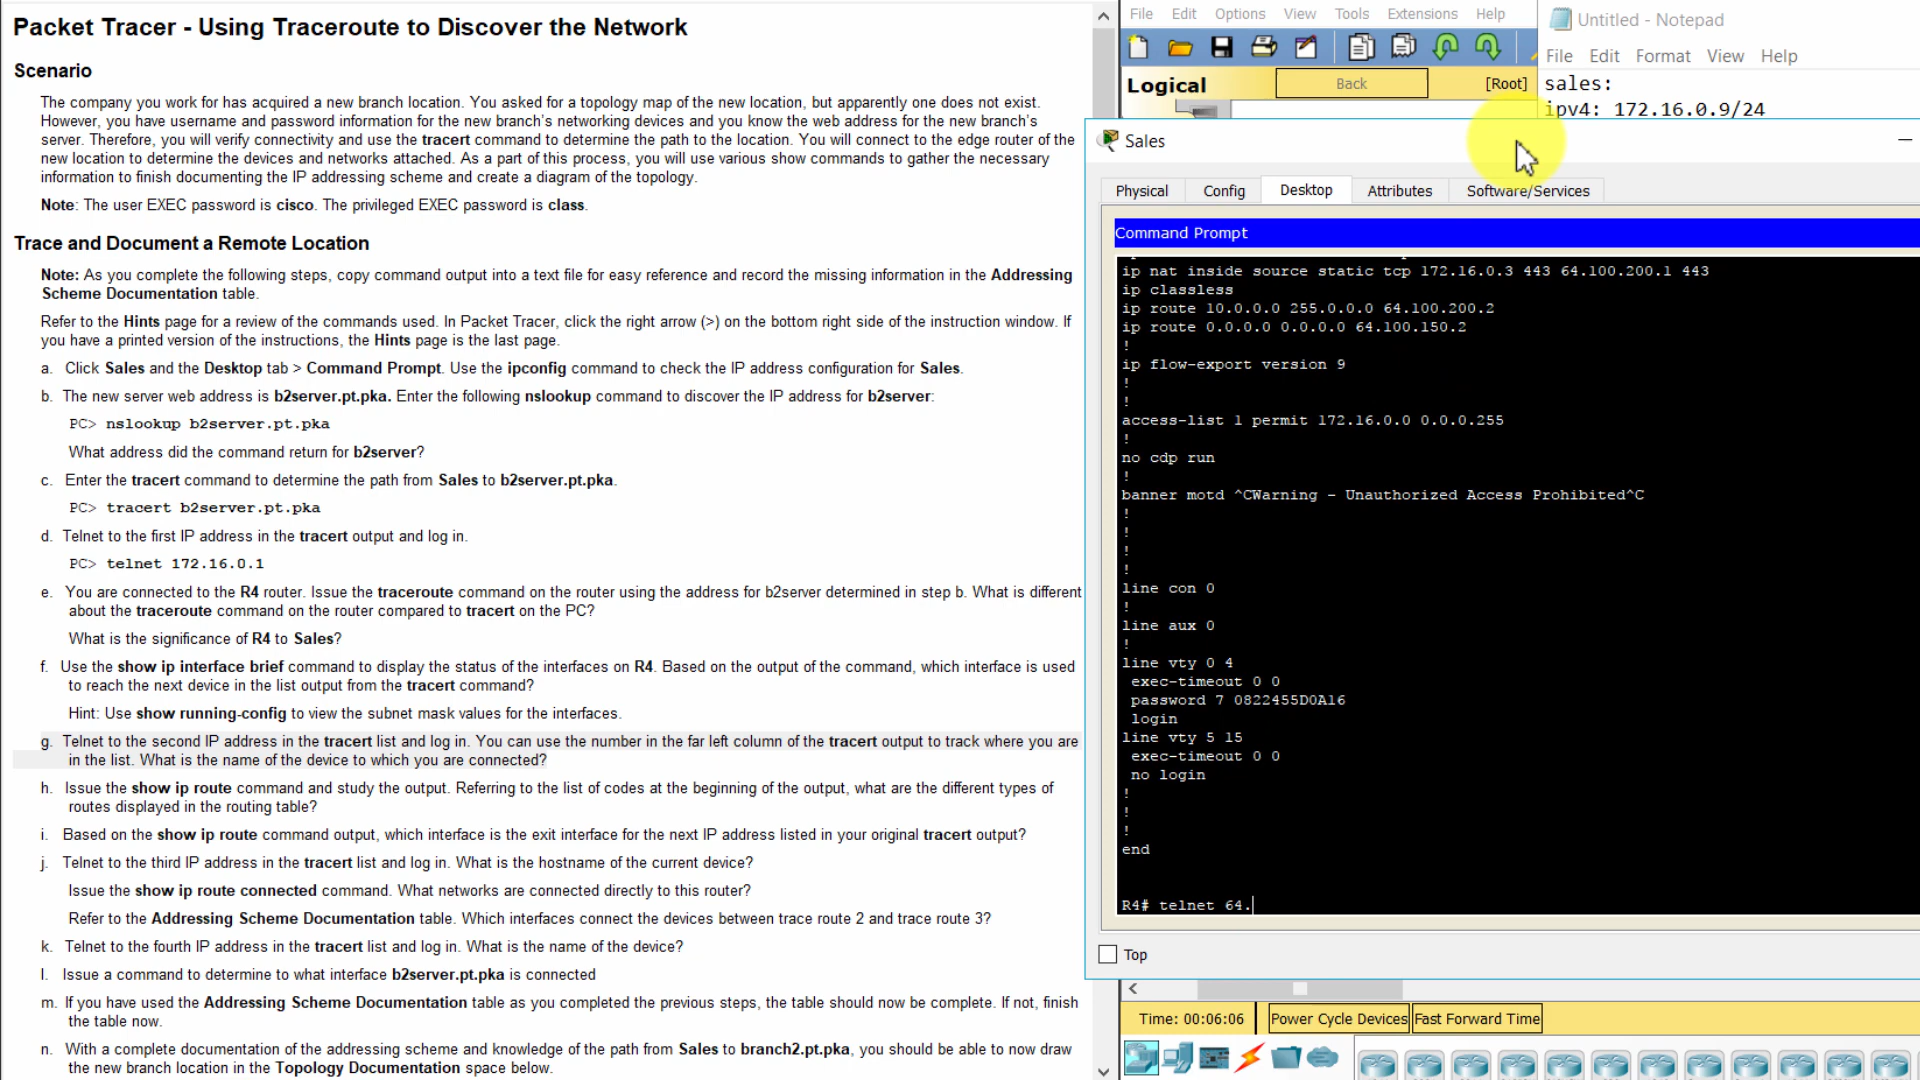 Packet Tracer - Using Traceroute to Discover the Network
Scenario
The company you work for has acquired a new branch location. You asked for a topology map of the new location, but apparently one does not exist.
However, you have username and password information for the new branch's networking devices and you know the web address for the new branch's
server. Therefore, you will verify connectivity and use the tracert command to determine the path to the location. You will connect to the edge router of the
new location to determine the devices and networks attached. As a part of this process, you will use various show commands to gather the necessary
information to finish documenting the IP addressing scheme and create a diagram of the topology.
Note: The user EXEC password is cisco. The privileged EXEC password is class.
Trace and Document a Remote Location
Note: As you complete the following steps, copy command output into a text file for easy reference and record the missing information in the Addressing
Scheme Documentation table.
Refer to the Hints page for a review of the commands used. In Packet Tracer, click the right arrow (>) on the bottom right side of the instruction window. If
you have a printed version of the instructions, the Hints page is the last page.
a. Click Sales and the Desktop tab > Command Prompt. Use the ipconfig command to check the IP address configuration for Sales.
b. The new server web address is b2server.pt.pka. Enter the following nslookup command to discover the IP address for b2server:
PC> nslookup b2server.pt.pka
What address did the command return for b2server?
c. Enter the tracert command to determine the path from Sales to b2server.pt.pka.
PC> tracert b2server.pt.pka
d. Telnet to the first IP address in the tracert output and log in.
PC> telnet 172.16.0.1
e. You are connected to the R4 router. Issue the traceroute command on the router using the address for b2server determined in step b. What is different
about the traceroute command on the router compared to tracert on the PC?
What is the significance of R4 to Sales?
f. Use the show ip interface brief command to display the status of the interfaces on R4. Based on the output of the command, which interface is used
to reach the next device in the list output from the tracert command?
Hint: Use show running-config to view the subnet mask values for the interfaces.
g. Telnet to the second IP address in the tracert list and log in. You can use the number in the far left column of the tracert output to track where you are
in the list. What is the name of the device to which you are connected?
h. Issue the show ip route command and study the output. Referring to the list of codes at the beginning of the output, what are the different types of
routes displayed in the routing table?
i. Based on the show ip route command output, which interface is the exit interface for the next IP address listed in your original tracert output?
j. Telnet to the third IP address in the tracert list and log in. What is the hostname of the current device?
Issue the show ip route connected command. What networks are connected directly to this router?
Refer to the Addressing Scheme Documentation table. Which interfaces connect the devices between trace route 2 and trace route 3?
k. Telnet to the fourth IP address in the tracert list and log in. What is the name of the device?
l. Issue a command to determine to what interface b2server.pt.pka is connected
m. If you have used the Addressing Scheme Documentation table as you completed the previous steps, the table should now be complete. If not, finish
the table now.
n. With a complete documentation of the addressing scheme and knowledge of the path from Sales to branch2.pt.pka, you should be able to now draw
the new branch location in the Topology Documentation space below.
File Edit Options View Tools Extensions Help
Logical Back [Root]
Untitled - Notepad
File Edit Format View Help
sales:
ipv4: 172.16.0.9/24
Sales
Physical Config Desktop Attributes Software/Services
Command Prompt
ip nat inside source static tcp 172.16.0.3 443 64.100.200.1 443
ip classless
ip route 10.0.0.0 255.0.0.0 64.100.200.2
ip route 0.0.0.0 0.0.0.0 64.100.150.2
!
ip flow-export version 9
!
!
access-list 1 permit 172.16.0.0 0.0.0.255
!
no cdp run
!
banner motd ^CWarning - Unauthorized Access Prohibited^C
!
!
!
!
line con 0
!
line aux 0
!
line vty 0 4
exec-timeout 0 0
password 7 0822455D0A16
login
line vty 5 15
exec-timeout 0 0
no login
!
!
!
end
R4# telnet 64.
Top
Time: 00:06:06 Power Cycle Devices Fast Forward Time